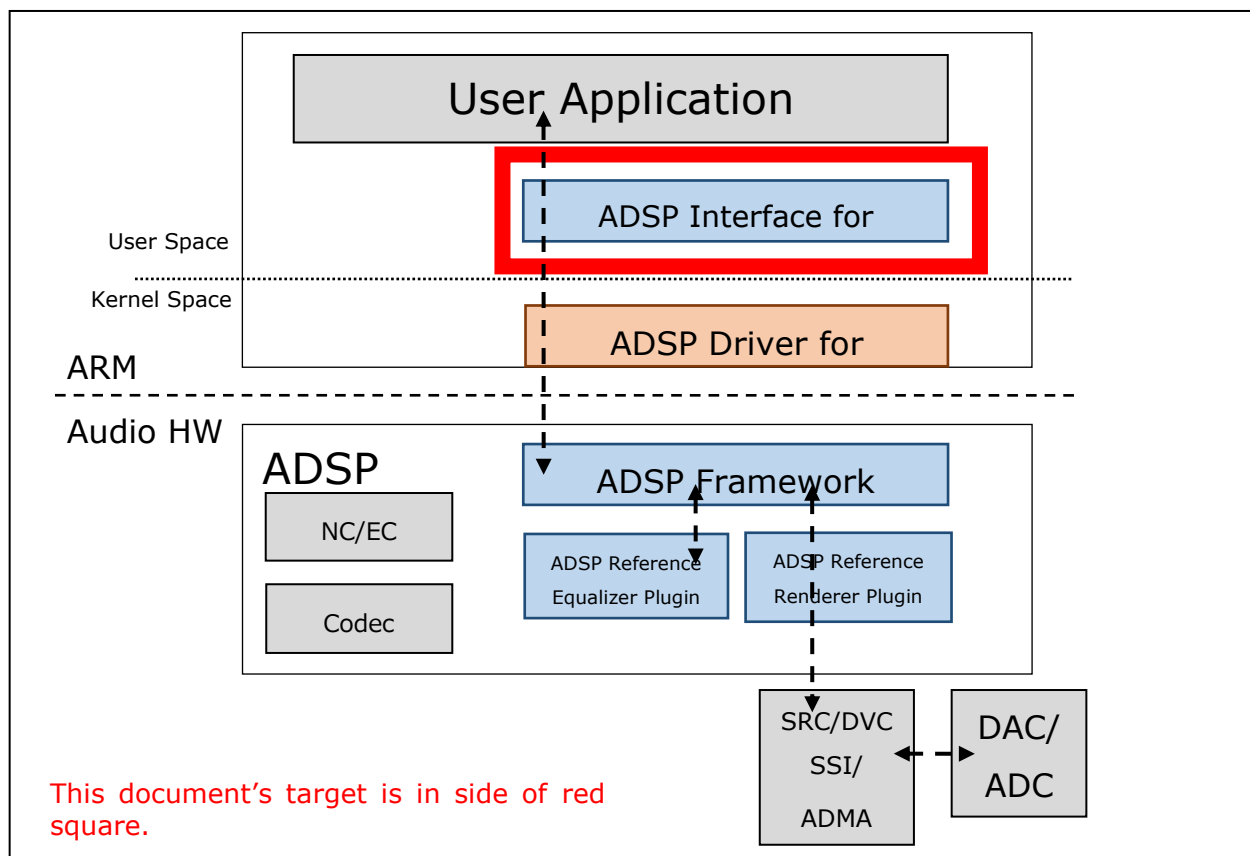 User Application
ADSP Interface for
User Space
Kernel Space
ADSP Driver for
ARM
Audio HW
ADSP
ADSP Framework
NC/EC
ADSP Reference
Equalizer Plugin
ADSP Reference
Renderer Plugin
Codec
SRC/DVC
SSI/
ADMA
DAC/
ADC
This document's target is in side of red
square.